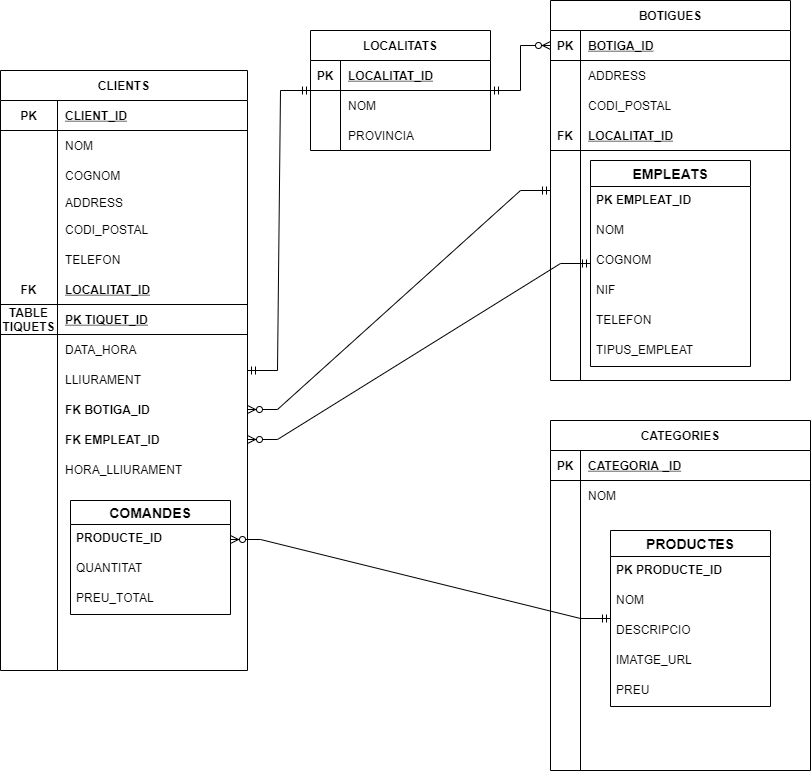 CLIENTS
PK CLIENT_ID
NOM
COGNOM
ADDRESS
CODI_POSTAL
TELEFON
FK LOCALITAT_ID
TABLE TIQUETS PK TIQUET_ID
DATA_HORA
LLIURAMENT
FK BOTIGA_ID
FK EMPLEAT_ID
HORA_LLIURAMENT
COMANDES
PRODUCTE_ID
QUANTITAT
PREU_TOTAL
LOCALITATS
PK LOCALITAT_ID
NOM
PROVINCIA
BOTIGUES
PK BOTIGA_ID
ADDRESS
CODI_POSTAL
FK LOCALITAT_ID
EMPLEATS
PK EMPLEAT_ID
NOM
COGNOM
NIF
TELEFON
TIPUS_EMPLEAT
CATEGORIES
PK CATEGORIA _ID
NOM
PRODUCTES
PK PRODUCTE_ID
NOM
DESCRIPCIO
IMATGE_URL
PREU